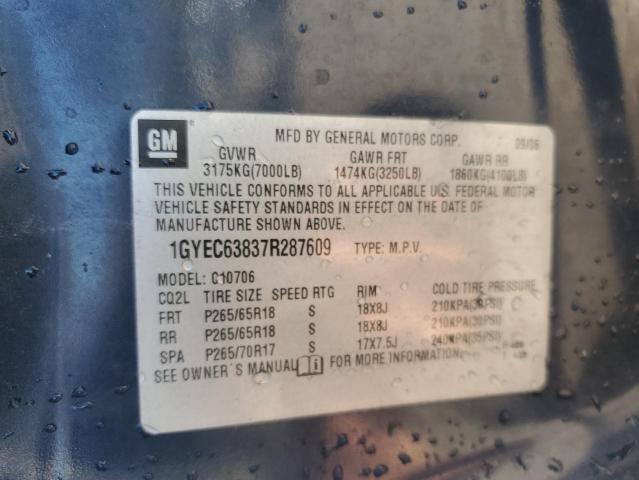 GM
MFD BY GENERAL MOTORS CORP. 09/06
GVWR GAWR FRT GAWR RR
3175KG(7000LB) 1474KG(3250LB) 1860KG(4100LB)
THIS VEHICLE CONFORMS TO ALL APPLICABLE U.S. FEDERAL MOTOR
VEHICLE SAFETY STANDARDS IN EFFECT ON THE DATE OF
MANUFACTURE SHOWN ABOVE.
1GYEC63837R287609 TYPE: M.P.V.
MODEL: C10706
CQ2L TIRE SIZE SPEED RTG RIM COLD TIRE PRESSURE
FRT P265/65R18 S 18X8J 210KPA(30PSI)
RR P265/65R18 S 18X8J 210KPA(30PSI)
SPA P265/70R17 S 17X7.5J 240KPA(35PSI)
SEE OWNER'S MANUAL FOR MORE INFORMATION.